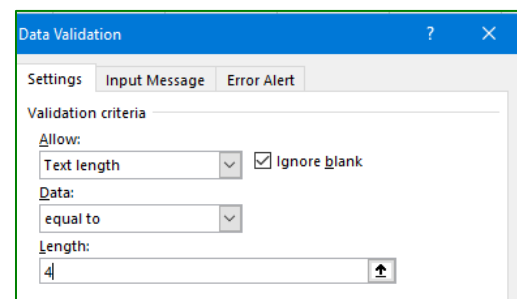 Data Validation ? ×
Settings Input Message Error Alert
Validation criteria
Allow:
Text length Ignore blank
Data:
equal to
Length:
4